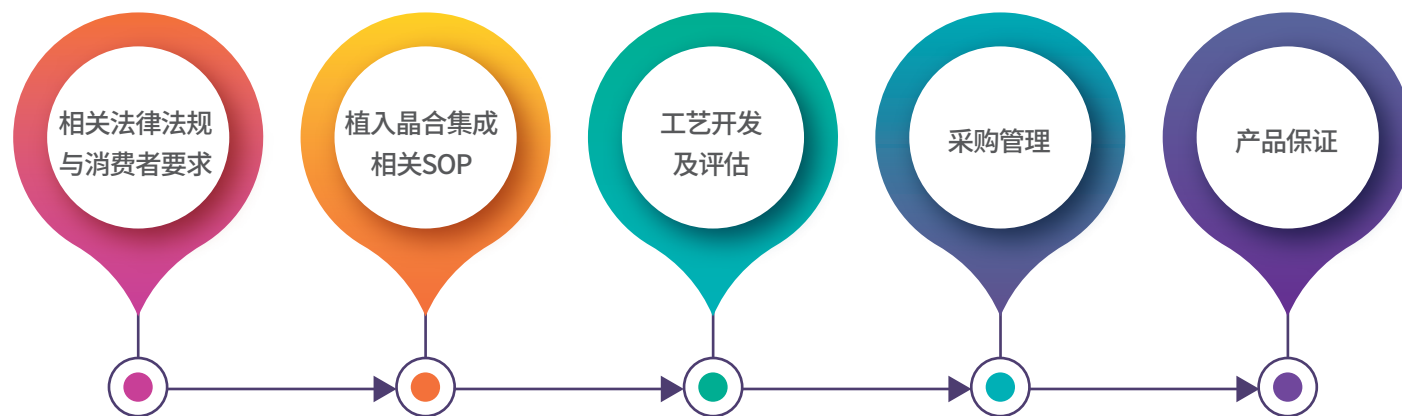 相关法律法规
与消费者要求
植入晶合集成
相关SOP
工艺开发
及评估
采购管理
产品保证